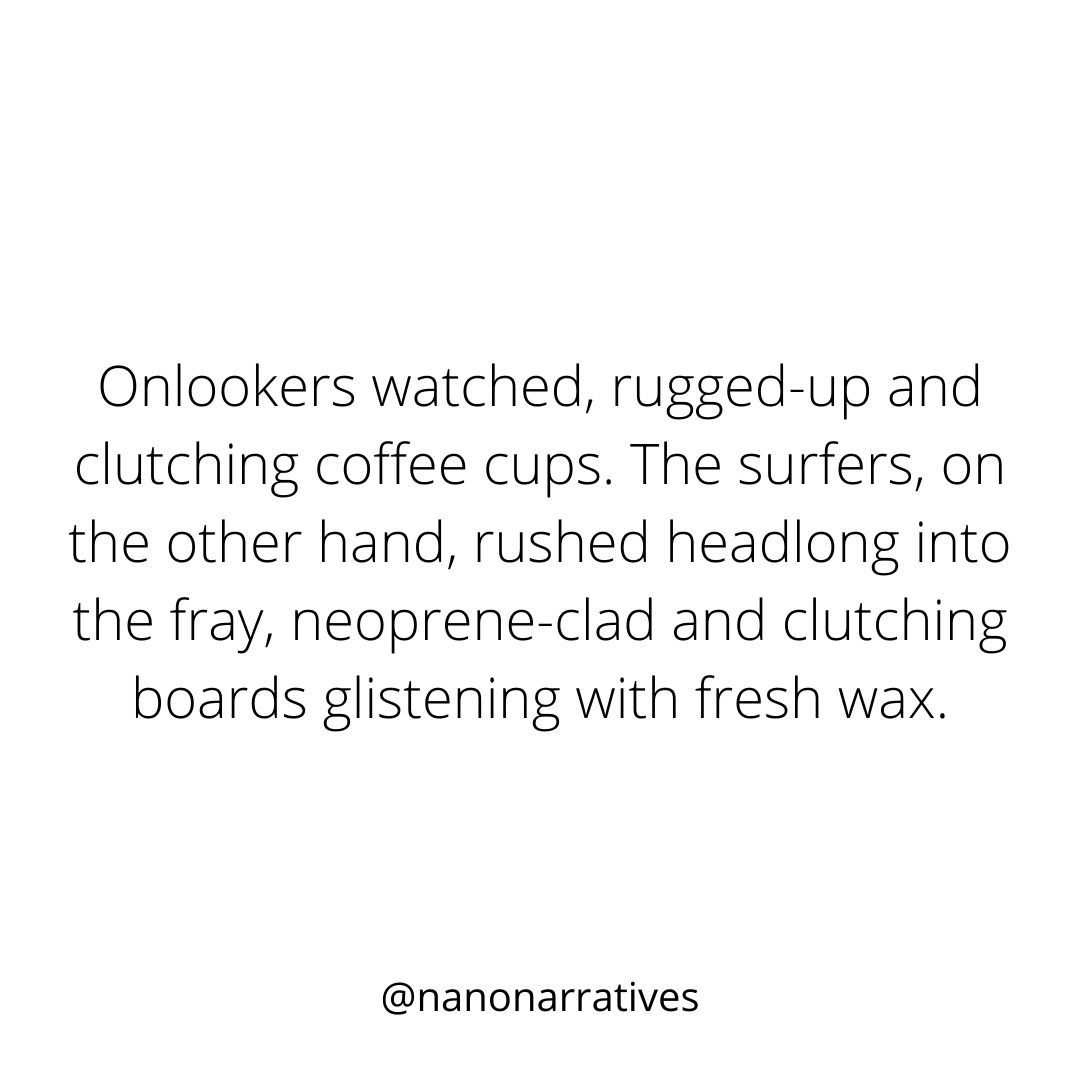 Onlookers watched, rugged-up and
clutching coffee cups. The surfers, on
the other hand, rushed headlong into
the fray, neoprene-clad and clutching
boards glistening with fresh wax.
@nanonarratives